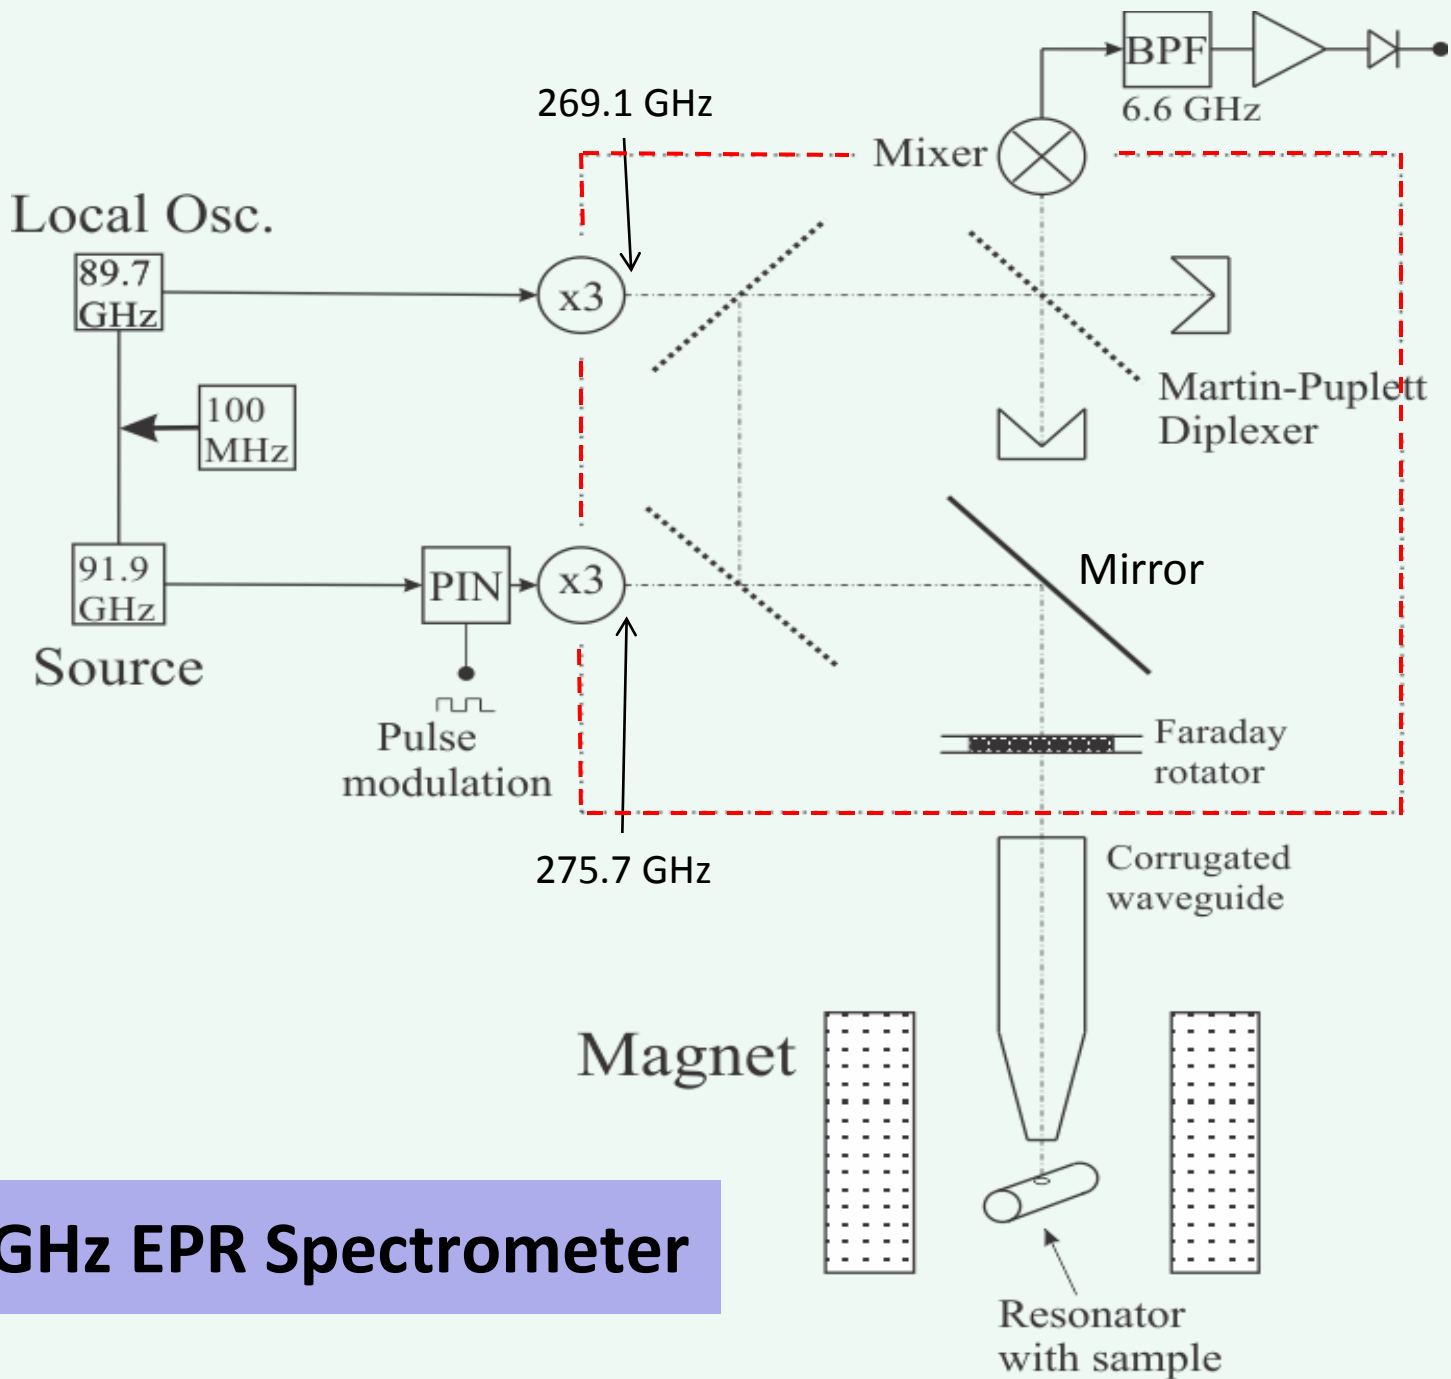 BPF
6.6 GHz
269.1 GHz
Mixer
Local Osc.
89.7
GHz
x3
100
MHz
Martin-Puplett
Diplexer
91.9
GHz
PIN
x3
Mirror
Source
Pulse
modulation
Faraday
rotator
275.7 GHz
Corrugated
waveguide
Magnet
GHz EPR Spectrometer
Resonator
with sample